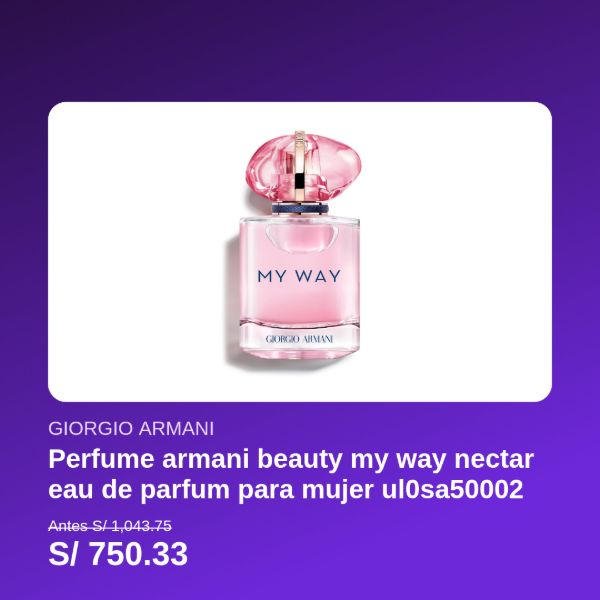 MY WAY
GIORGIO ARMANI
GIORGIO ARMANI
Perfume armani beauty my way nectar
eau de parfum para mujer ul0sa50002
Antes S/ 1,043.75
S/ 750.33